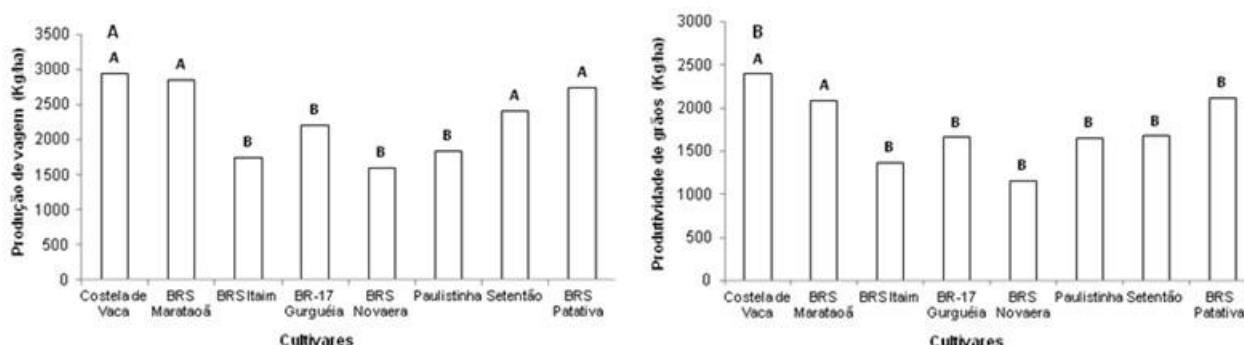 A
Produção de vagem (Kg/ha)
3500
3000
2500
2000
1500
1000
500
0
A
A
B
B
B
B
A
A
Costela de Vaca
BRS Marataoã
BRS Itaim
BR-17 Gurguéia
BRS Novaera
Paulistinha
Setentão
BRS Patativa
Cultivares
B
Produtividade de grãos (Kg/ha)
3000
2500
2000
1500
1000
500
0
A
A
B
B
B
B
B
B
Costela de Vaca
BRS Marataoã
BRS Itaim
BR-17 Gurguéia
BRS Novaera
Paulistinha
Setentão
BRS Patativa
Cultivares